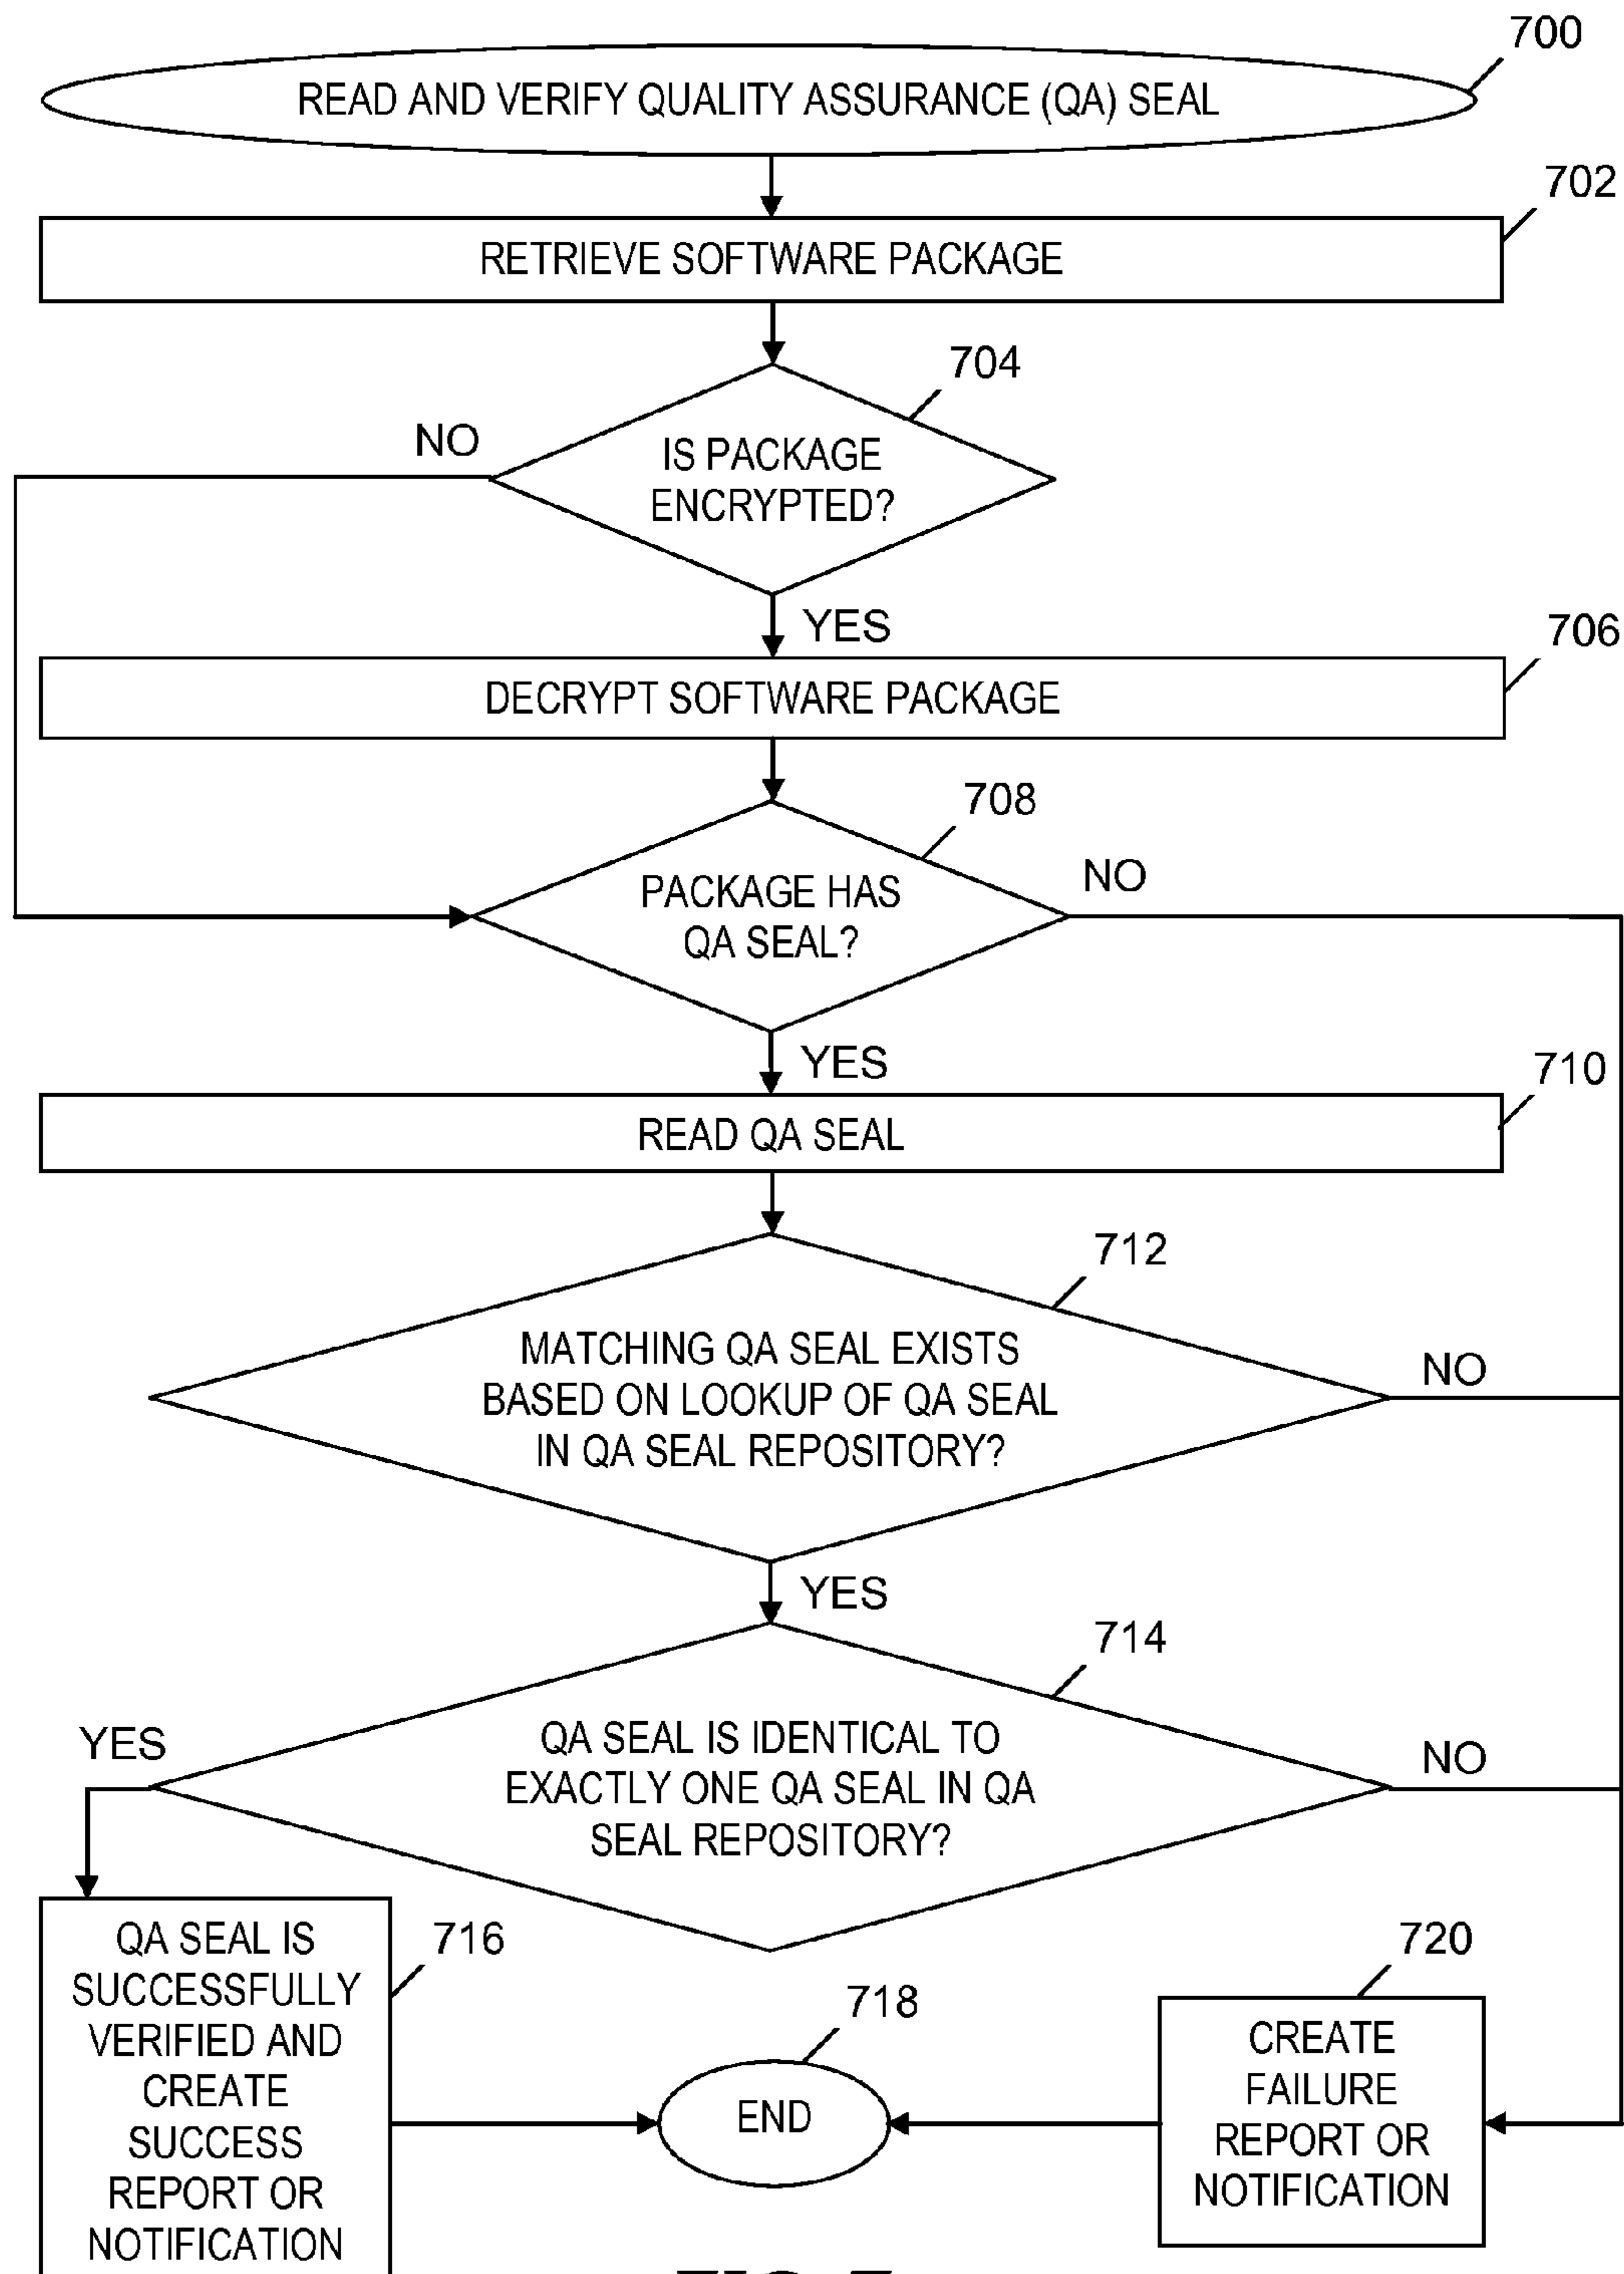 700
READ AND VERIFY QUALITY ASSURANCE (QA) SEAL
702
RETRIEVE SOFTWARE PACKAGE
704
NO
IS PACKAGE
ENCRYPTED?
YES
706
DECRYPT SOFTWARE PACKAGE
708
NO
PACKAGE HAS
QA SEAL?
YES
710
READ QA SEAL
712
MATCHING QA SEAL EXISTS
BASED ON LOOKUP OF QA SEAL
IN QA SEAL REPOSITORY?
NO
YES
714
QA SEAL IS IDENTICAL TO
EXACTLY ONE QA SEAL IN QA
SEAL REPOSITORY?
YES
NO
716
QA SEAL IS
SUCCESSFULLY
VERIFIED AND
CREATE
SUCCESS
REPORT OR
NOTIFICATION
718
END
720
CREATE
FAILURE
REPORT OR
NOTIFICATION